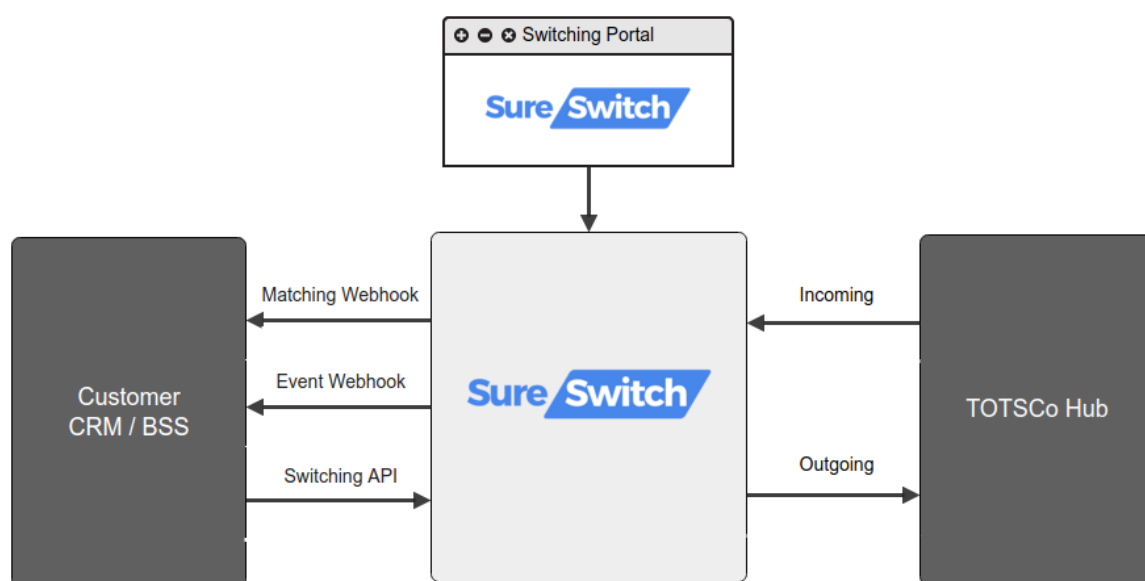 Switching Portal
Sure Switch
Matching Webhook
Event Webhook
Switching API
Customer
CRM / BSS
Sure Switch
Incoming
Outgoing
TOTSCo Hub